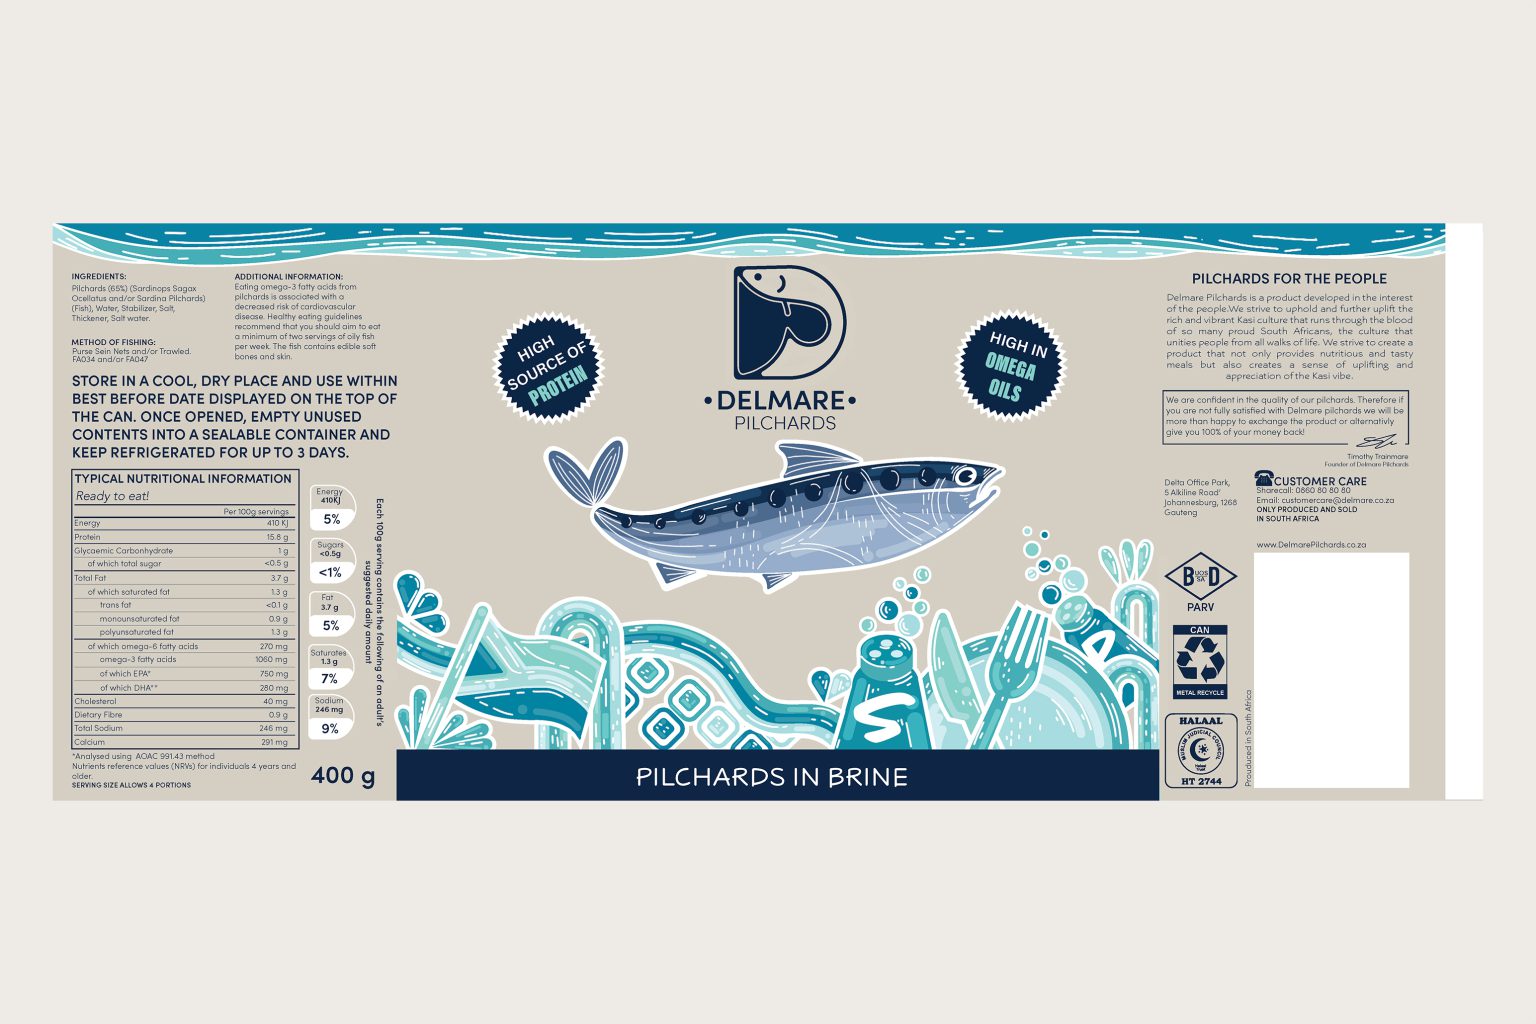 INGREDIENTS:
Pilchards (65%) (Sardinops Sagax
Ocellatus and/or Sardina Pilchards)
(Fish), Water, Stabilizer, Salt,
Thickener, Salt water.
METHOD OF FISHING:
Purse Sein Nets and/or Trawled.
FA034 and/or FA047
ADDITIONAL INFORMATION:
Eating omega-3 fatty acids from
pilchards is associated with a
decreased risk of cardiovascular
disease. Healthy eating guidelines
recommend that you should aim to eat
a minimum of two servings of oily fish
per week. The fish contains edible soft
bones and skin.
STORE IN A COOL, DRY PLACE AND USE WITHIN
BEST BEFORE DATE DISPLAYED ON THE TOP OF
THE CAN. ONCE OPENED, EMPTY UNUSED
CONTENTS INTO A SEALABLE CONTAINER AND
KEEP REFRIGERATED FOR UP TO 3 DAYS.
TYPICAL NUTRITIONAL INFORMATION
Ready to eat!
Per 100g servings
Energy 410 KJ
Protein 15.8 g
Glycaemic Carbonhydrate 1 g
of which total sugar <0.5 g
Total Fat 3.7 g
of which saturated fat 1.3 g
trans fat <0.1 g
monounsaturated fat 0.9 g
polyunsaturated fat 1.3 g
of which omega-6 fatty acids 270 mg
omega-3 fatty acids 1060 mg
of which EPA* 750 mg
of which DHA** 280 mg
Cholesterol 40 mg
Dietary Fibre 0.9 g
Total Sodium 246 mg
Calcium 291 mg
*Analysed using AOAC 991.43 method
Nutrients reference values (NRVs) for individuals 4 years and
older.
SERVING SIZE ALLOWS 4 PORTIONS
Energy
410KJ
5%
Sugars
<0.5g
<1%
Fat
3.7 g
5%
Saturates
1.3 g
7%
Sodium
246 mg
9%
Each 100g serving contains the following of an adult's
suggested daily amount
400 g
HIGH
SOURCE OF
PROTEIN
•DELMARE•
PILCHARDS
HIGH IN
OMEGA
OILS
S
PILCHARDS IN BRINE
PILCHARDS FOR THE PEOPLE
Delmare Pilchards is a product developed in the interest
of the people.We strive to uphold and further uplift the
rich and vibrant Kasi culture that runs through the blood
of so many proud South Africans, the culture that
unities people from all walks of life. We strive to create a
product that not only provides nutritious and tasty
meals but also creates a sense of uplifting and
appreciation of the Kasi vibe.
We are confident in the quality of our pilchards. Therefore if
you are not fully satisfied with Delmare pilchards we will be
more than happy to exchange the product or alternativly
give you 100% of your money back!
Timothy Trainmare
Founder of Delmare Pilchards
Delta Office Park,
5 Alkiline Road'
Johannesburg, 1268
Gauteng
CUSTOMER CARE
Sharecall: 0860 80 80 80
Email: customercare@delmare.co.za
ONLY PRODUCED AND SOLD
IN SOUTH AFRICA
www.DelmarePilchards.co.za
BUOSD
SA
PARV
CAN
METAL RECYCLE
HALAAL
MUSLIM JUDICIAL COUNCIL
HT 2744
Prouduced in South Africa